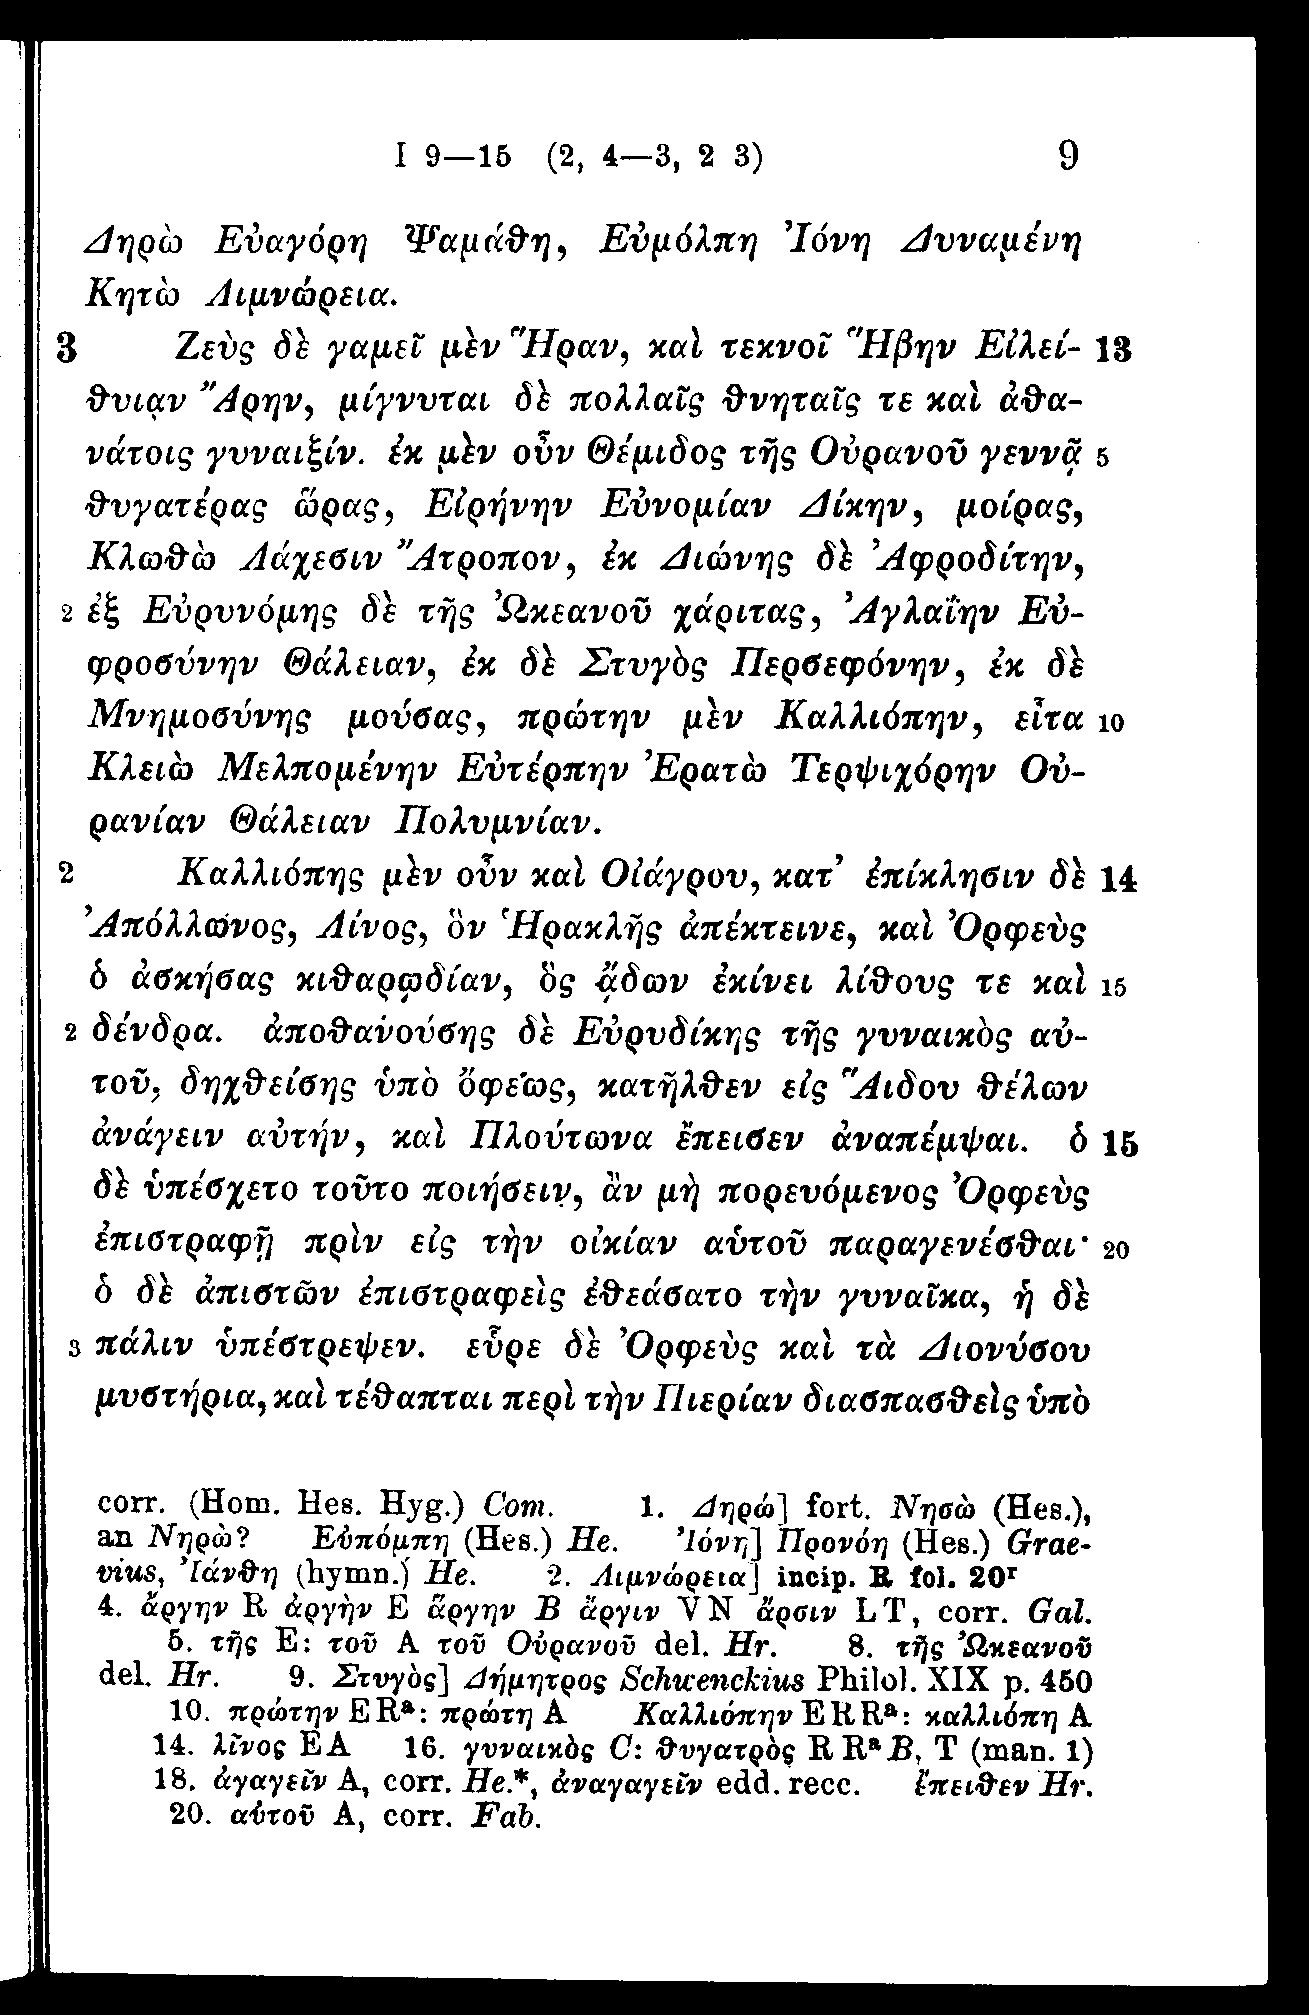 I 9—15 (2, 4—3, 2 3) 9
Δηρὼ Εὐαγόρη Ψαμάθη, Εὐμόλπη Ἰόνη Δυναμένη
Κητὼ Λιμνώρεια.
3 Ζεὺς δὲ γαμεῖ μὲν Ἥραν, καὶ τεκνοῖ Ἥβην Εἰλεί- 13
θυιαν Ἄρην, μίγνυται δὲ πολλαῖς θνηταῖς τε καὶ ἀθα-
νάτοις γυναιξίν. ἐκ μὲν οὖν Θέμιδος τῆς Οὐρανοῦ γεννᾷ 5
θυγατέρας ὥρας, Εἰρήνην Εὐνομίαν Δίκην, μοίρας,
Κλωθὼ Λάχεσιν Ἄτροπον, ἐκ Διώνης δὲ Ἀφροδίτην,
2 ἐξ Εὐρυνόμης δὲ τῆς Ὠκεανοῦ χάριτας, Ἀγλαΐην Εὐ-
φροσύνην Θάλειαν, ἐκ δὲ Στυγὸς Περσεφόνην, ἐκ δὲ
Μνημοσύνης μούσας, πρώτην μὲν Καλλιόπην, εἶτα 10
Κλειὼ Μελπομένην Εὐτέρπην Ἐρατὼ Τερψιχόρην Οὐ-
ρανίαν Θάλειαν Πολυμνίαν.
2 Καλλιόπης μὲν οὖν καὶ Οἰάγρου, κατ’ ἐπίκλησιν δὲ 14
Ἀπόλλωνος, Λίνος, ὃν Ἡρακλῆς ἀπέκτεινε, καὶ Ὀρφεὺς
ὁ ἀσκήσας κιθαρῳδίαν, ὃς ᾄδων ἐκίνει λίθους τε καὶ 15
2 δένδρα. ἀποθανούσης δὲ Εὐρυδίκης τῆς γυναικὸς αὐ-
τοῦ, δηχθείσης ὑπὸ ὄφεως, κατῆλθεν εἰς Ἅιδου θέλων
ἀνάγειν αὐτήν, καὶ Πλούτωνα ἔπεισεν ἀναπέμψαι. ὁ 15
δὲ ὑπέσχετο τοῦτο ποιήσειν, ἂν μὴ πορευόμενος Ὀρφεὺς
ἐπιστραφῇ πρὶν εἰς τὴν οἰκίαν αὑτοῦ παραγενέσθαι· 20
ὁ δὲ ἀπιστῶν ἐπιστραφεὶς ἐθεάσατο τὴν γυναῖκα, ἡ δὲ
3 πάλιν ὑπέστρεψεν. εὗρε δὲ Ὀρφεὺς καὶ τὰ Διονύσου
μυστήρια, καὶ τέθαπται περὶ τὴν Πιερίαν διασπασθεὶς ὑπὸ
corr. (Hom. Hes. Hyg.) Com. 1. Δηρώ] fort. Νησὼ (Hes.),
an Νηρὼ? Εὐπόμπη (Hes.) He. Ἰόνη] Προνόη (Hes.) Grae-
vius, Ἰάνθη (hymn.) He. 2. Λιμνώρεια] incip. R fol. 20r
4. ἄργην R ἀργὴν E ἄργην B ἄργιν VN ἄρσιν LT, corr. Gal.
5. τῆς E: τοῦ A τοῦ Οὐρανοῦ del. Hr. 8. τῆς Ὠκεανοῦ
del. Hr. 9. Στυγὸς] Δήμητρος Schwenckius Philol. XIX p. 450
10. πρώτην E Ra: πρώτη A Καλλιόπην E R Ra: καλλιόπη A
14. λῖνος E A 16. γυναικὸς C: θυγατρὸς R Ra B, T (man. 1)
18. ἀγαγεῖν A, corr. He.*, ἀναγαγεῖν edd. recc. ἔπειθεν Hr.
20. αὐτοῦ A, corr. Fab.